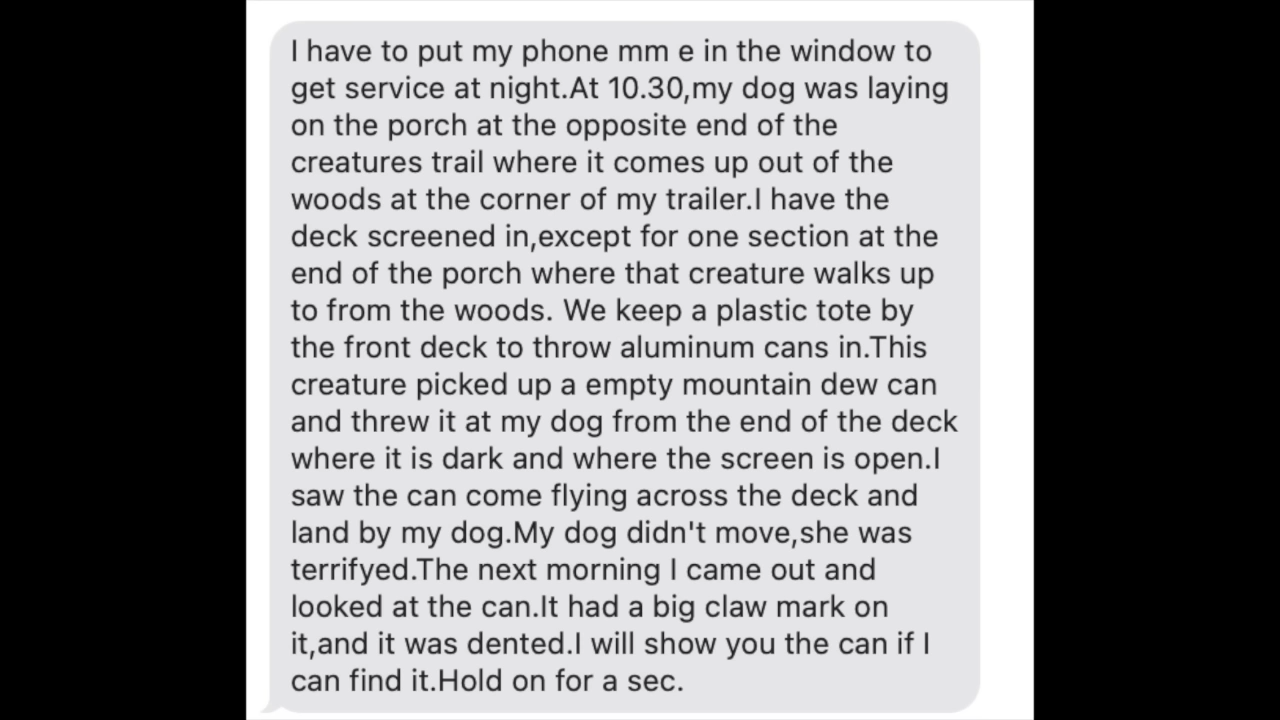 I have to put my phone mm e in the window to
get service at night.At 10.30,my dog was laying
on the porch at the opposite end of the
creatures trail where it comes up out of the
woods at the corner of my trailer.I have the
deck screened in,except for one section at the
end of the porch where that creature walks up
to from the woods. We keep a plastic tote by
the front deck to throw aluminum cans in.This
creature picked up a empty mountain dew can
and threw it at my dog from the end of the deck
where it is dark and where the screen is open.I
saw the can come flying across the deck and
land by my dog.My dog didn't move,she was
terrifyed.The next morning I came out and
looked at the can.It had a big claw mark on
it,and it was dented.I will show you the can if I
can find it.Hold on for a sec.